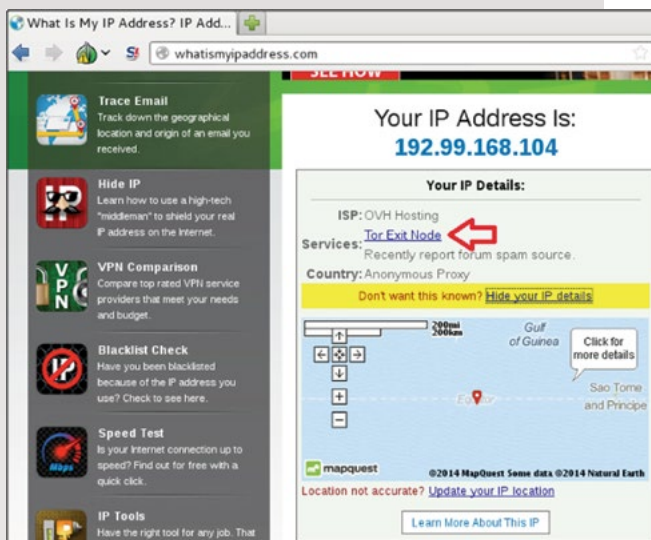 What Is My IP Address? IP Add...
whatismyipaddress.com
SEE HOW
Trace Email
Track down the geographical
location and origin of an email you
received.
Hide IP
Learn how to use a high-tech
"middleman" to shield your real
IP address on the Internet.
VPN
VPN Comparison
Compare top rated VPN service
providers that meet your needs
and budget.
IP
Blacklist Check
Have you been blacklisted
because of the IP address you
use? Check to see here.
Mbps
Speed Test
Is your Internet connection up to
speed? Find out for free with a
quick click.
IP Tools
Have the right tool for any job. That
Your IP Address Is:
192.99.168.104
Your IP Details:
ISP: OVH Hosting
Services: Tor Exit Node
Recently report forum spam source.
Country: Anonymous Proxy
Don't want this known? Hide your IP details
200mi
200km
Gulf
of Guinea
Click for
more details
Equator
Sao Tome
and Principe
mapquest
©2014 MapQuest Some data ©2014 Natural Earth
Location not accurate? Update your IP location
Learn More About This IP